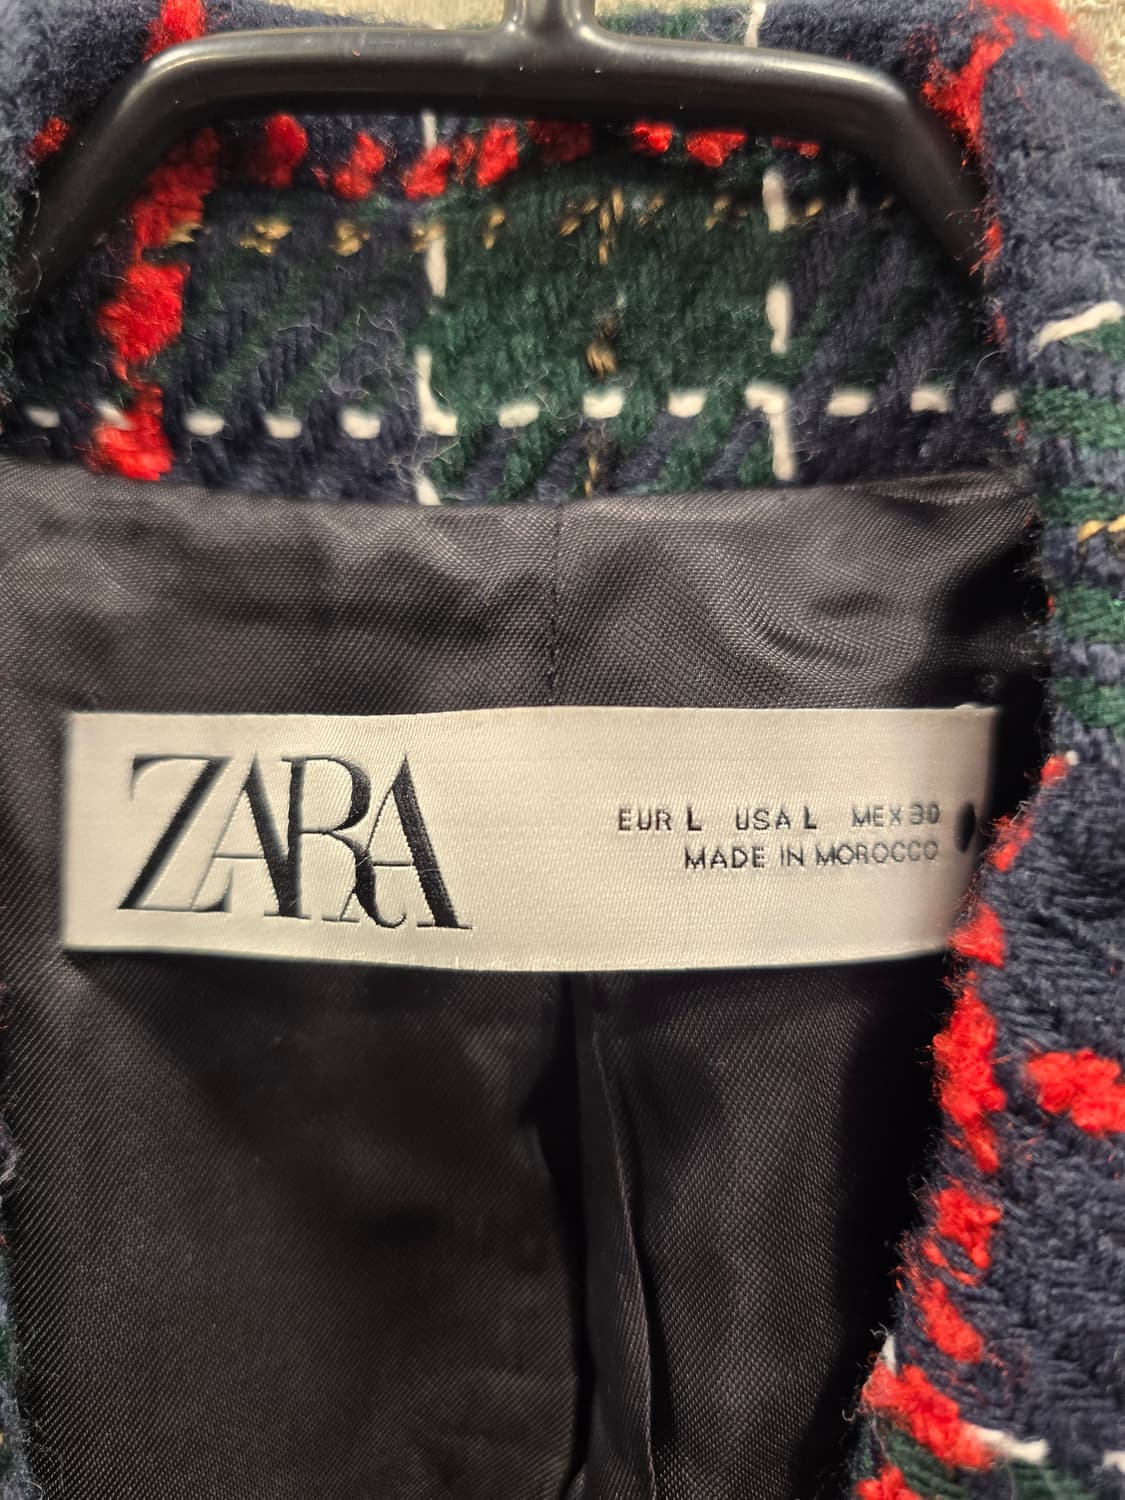 ZARA
EUR L USA L MEX 30
MADE IN MOROCCO